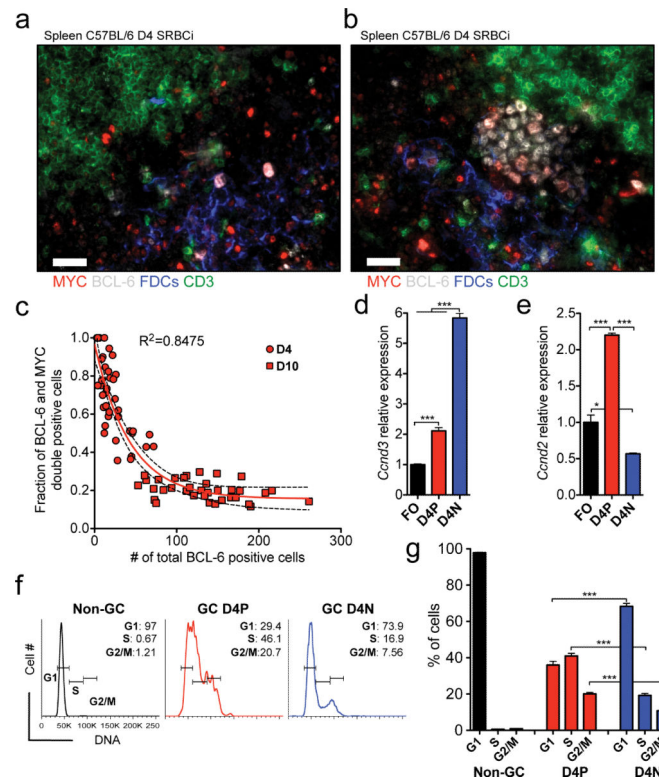 a
Spleen C57BL/6 D4 SRBCi
MYC BCL-6 FDCs CD3
b
Spleen C57BL/6 D4 SRBCi
MYC BCL-6 FDCs CD3
c
Fraction of BCL-6 and MYC
double positive cells
1.0
0.8
0.6
0.4
0.2
0.0
R²=0.8475
D4
D10
0 100 200 300
# of total BCL-6 positive cells
d
Ccnd3 relative expression
6
5
4
3
2
1
0
***
***
FO D4P D4N
e
Ccnd2 relative expression
2.5
2.0
1.5
1.0
0.5
0.0
*** ***
*
FO D4P D4N
f
Cell #
Non-GC
G1: 97
S: 0.67
G2/M:1.21
G1
S
G2/M
0 50K 100K 150K 200K 250K
DNA
GC D4P
G1: 29.4
S: 46.1
G2/M:20.7
GC D4N
G1: 73.9
S: 16.9
G2/M: 7.56
g
% of cells
100
80
60
40
20
0
***
***
***
G1 S G2/M G1 S G2/M G1 S G2/M
Non-GC D4P D4N